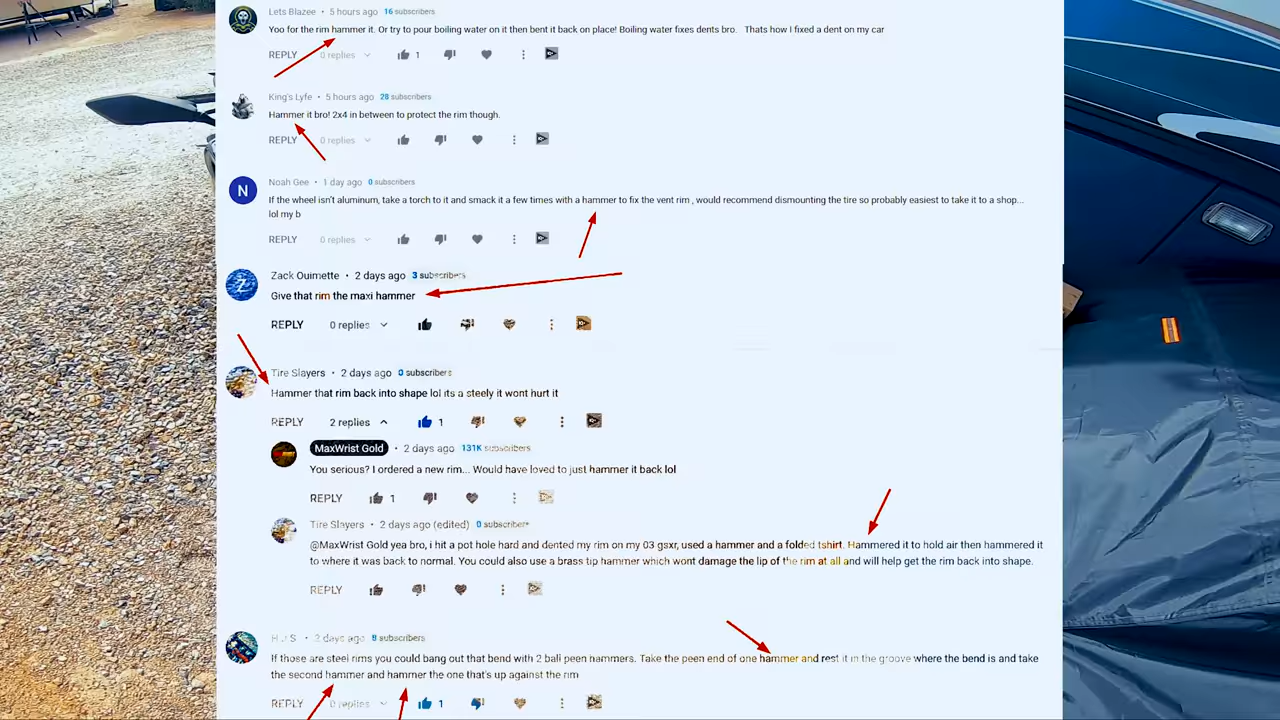 Lets Blazee • 5 hours ago 16 subscribers
Yoo for the rim hammer it. Or try to pour boiling water on it then bent it back on place! Boiling water fixes dents bro. Thats how I fixed a dent on my car
REPLY 0 replies 1
King's Lyfe • 5 hours ago 28 subscribers
Hammer it bro! 2x4 in between to protect the rim though.
REPLY 0 replies
N
Noah Gee • 1 day ago 0 subscribers
If the wheel isn't aluminum, take a torch to it and smack it a few times with a hammer to fix the vent rim , would recommend dismounting the tire so probably easiest to take it to a shop...
lol my b
REPLY 0 replies
Z
Zack Ouimette • 2 days ago 3 subscribers
Give that rim the maxi hammer
REPLY 0 replies
Tire Slayers • 2 days ago 0 subscribers
Hammer that rim back into shape lol its a steely it wont hurt it
REPLY 2 replies 1
MaxWrist Gold • 2 days ago 131K subscribers
You serious? I ordered a new rim... Would have loved to just hammer it back lol
REPLY 1
Tire Slayers • 2 days ago (edited) 0 subscribers
@MaxWrist Gold yea bro, i hit a pot hole hard and dented my rim on my 03 gsxr, used a hammer and a folded tshirt. Hammered it to hold air then hammered it
to where it was back to normal. You could also use a brass tip hammer which wont damage the lip of the rim at all and will help get the rim back into shape.
REPLY
• 2 days ago 8 subscribers
If those are steel rims you could bang out that bend with 2 ball peen hammers. Take the peen end of one hammer and rest it in the groove where the bend is and take
the second hammer and hammer the one that's up against the rim
REPLY 0 replies 1